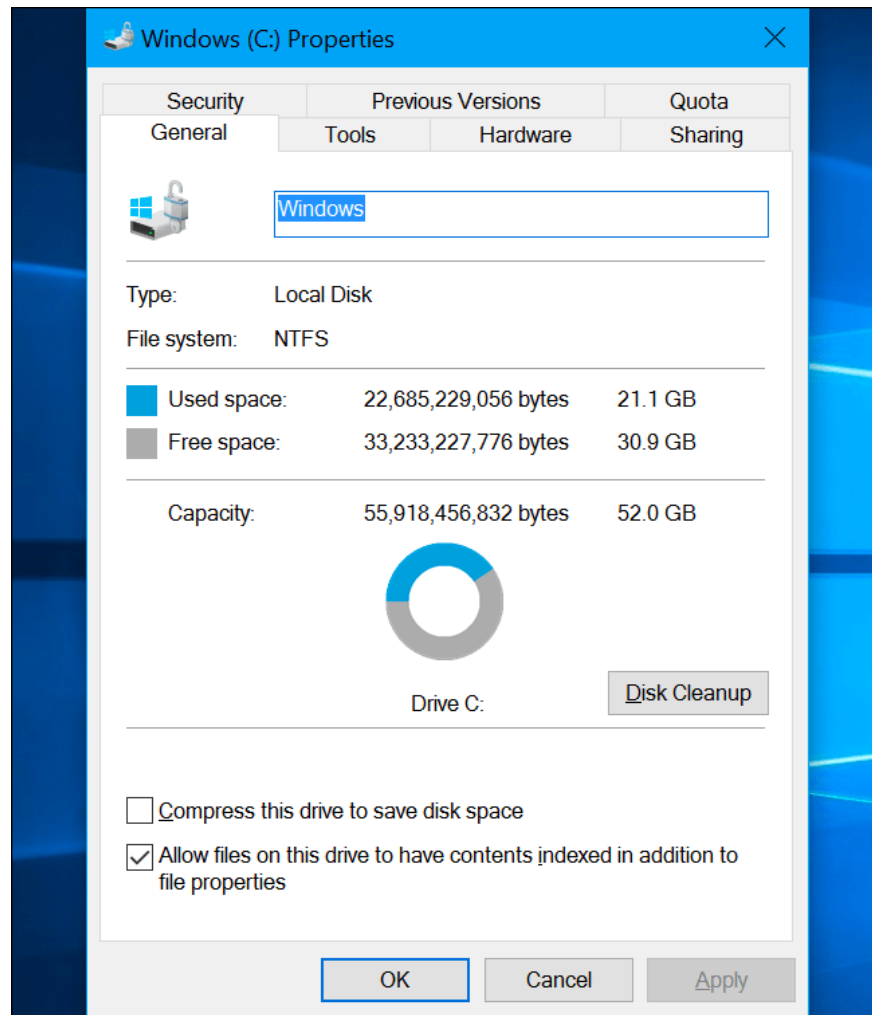 Windows (C:) Properties
Security Previous Versions Quota
General Tools Hardware Sharing
Windows
Type: Local Disk
File system: NTFS
Used space: 22,685,229,056 bytes 21.1 GB
Free space: 33,233,227,776 bytes 30.9 GB
Capacity: 55,918,456,832 bytes 52.0 GB
Drive C:
Disk Cleanup
Compress this drive to save disk space
Allow files on this drive to have contents indexed in addition to
file properties
OK Cancel Apply